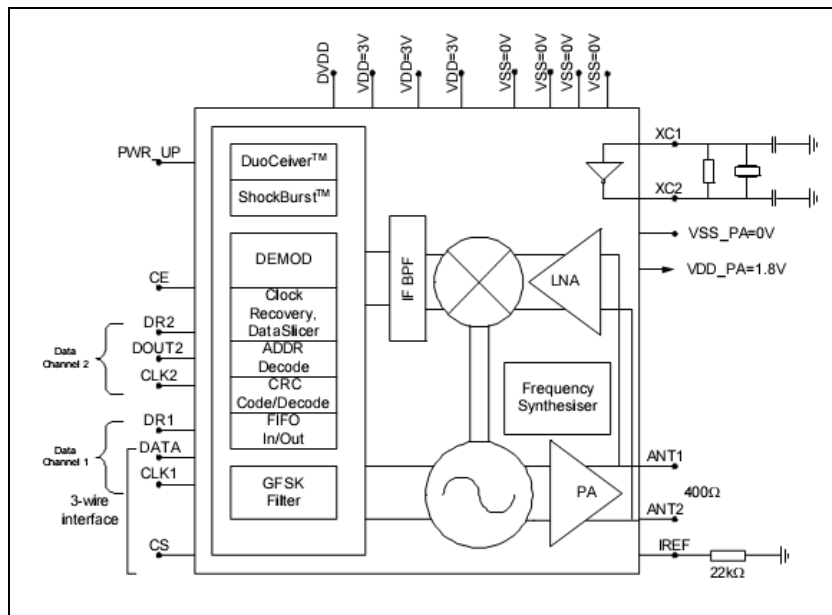 DVDD
VDD=3V
VDD=3V
VDD=3V
VSS=0V
VSS=0V
VSS=0V
VSS=0V
PWR_UP
DuoCeiver™
ShockBurst™
XC1
XC2
VSS_PA=0V
VDD_PA=1.8V
CE
DEMOD
IF BPF
LNA
Clock
Recovery,
DataSlicer
ADDR
Decode
CRC
Code/Decode
FIFO
In/Out
GFSK
Filter
Data
Channel 2
DR2
DOUT2
CLK2
Data
Channel 1
DR1
DATA
CLK1
3-wire
interface
CS
Frequency
Synthesiser
PA
ANT1
400Ω
ANT2
IREF
22kΩ